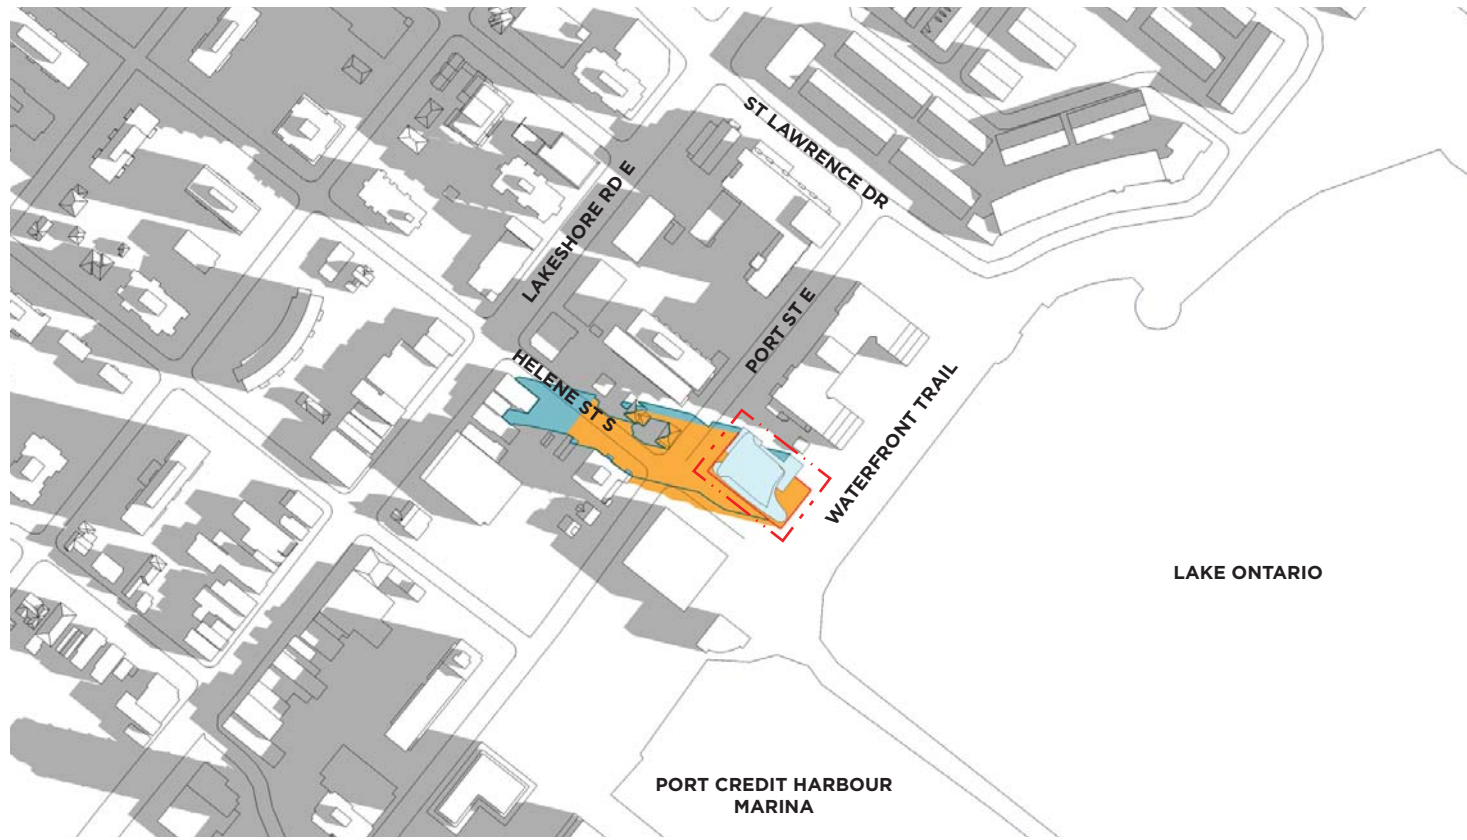 ST LAWRENCE DR
LAKESHORE RD E
PORT ST E
HELENE ST S
WATERFRONT TRAIL
LAKE ONTARIO
PORT CREDIT HARBOUR
MARINA